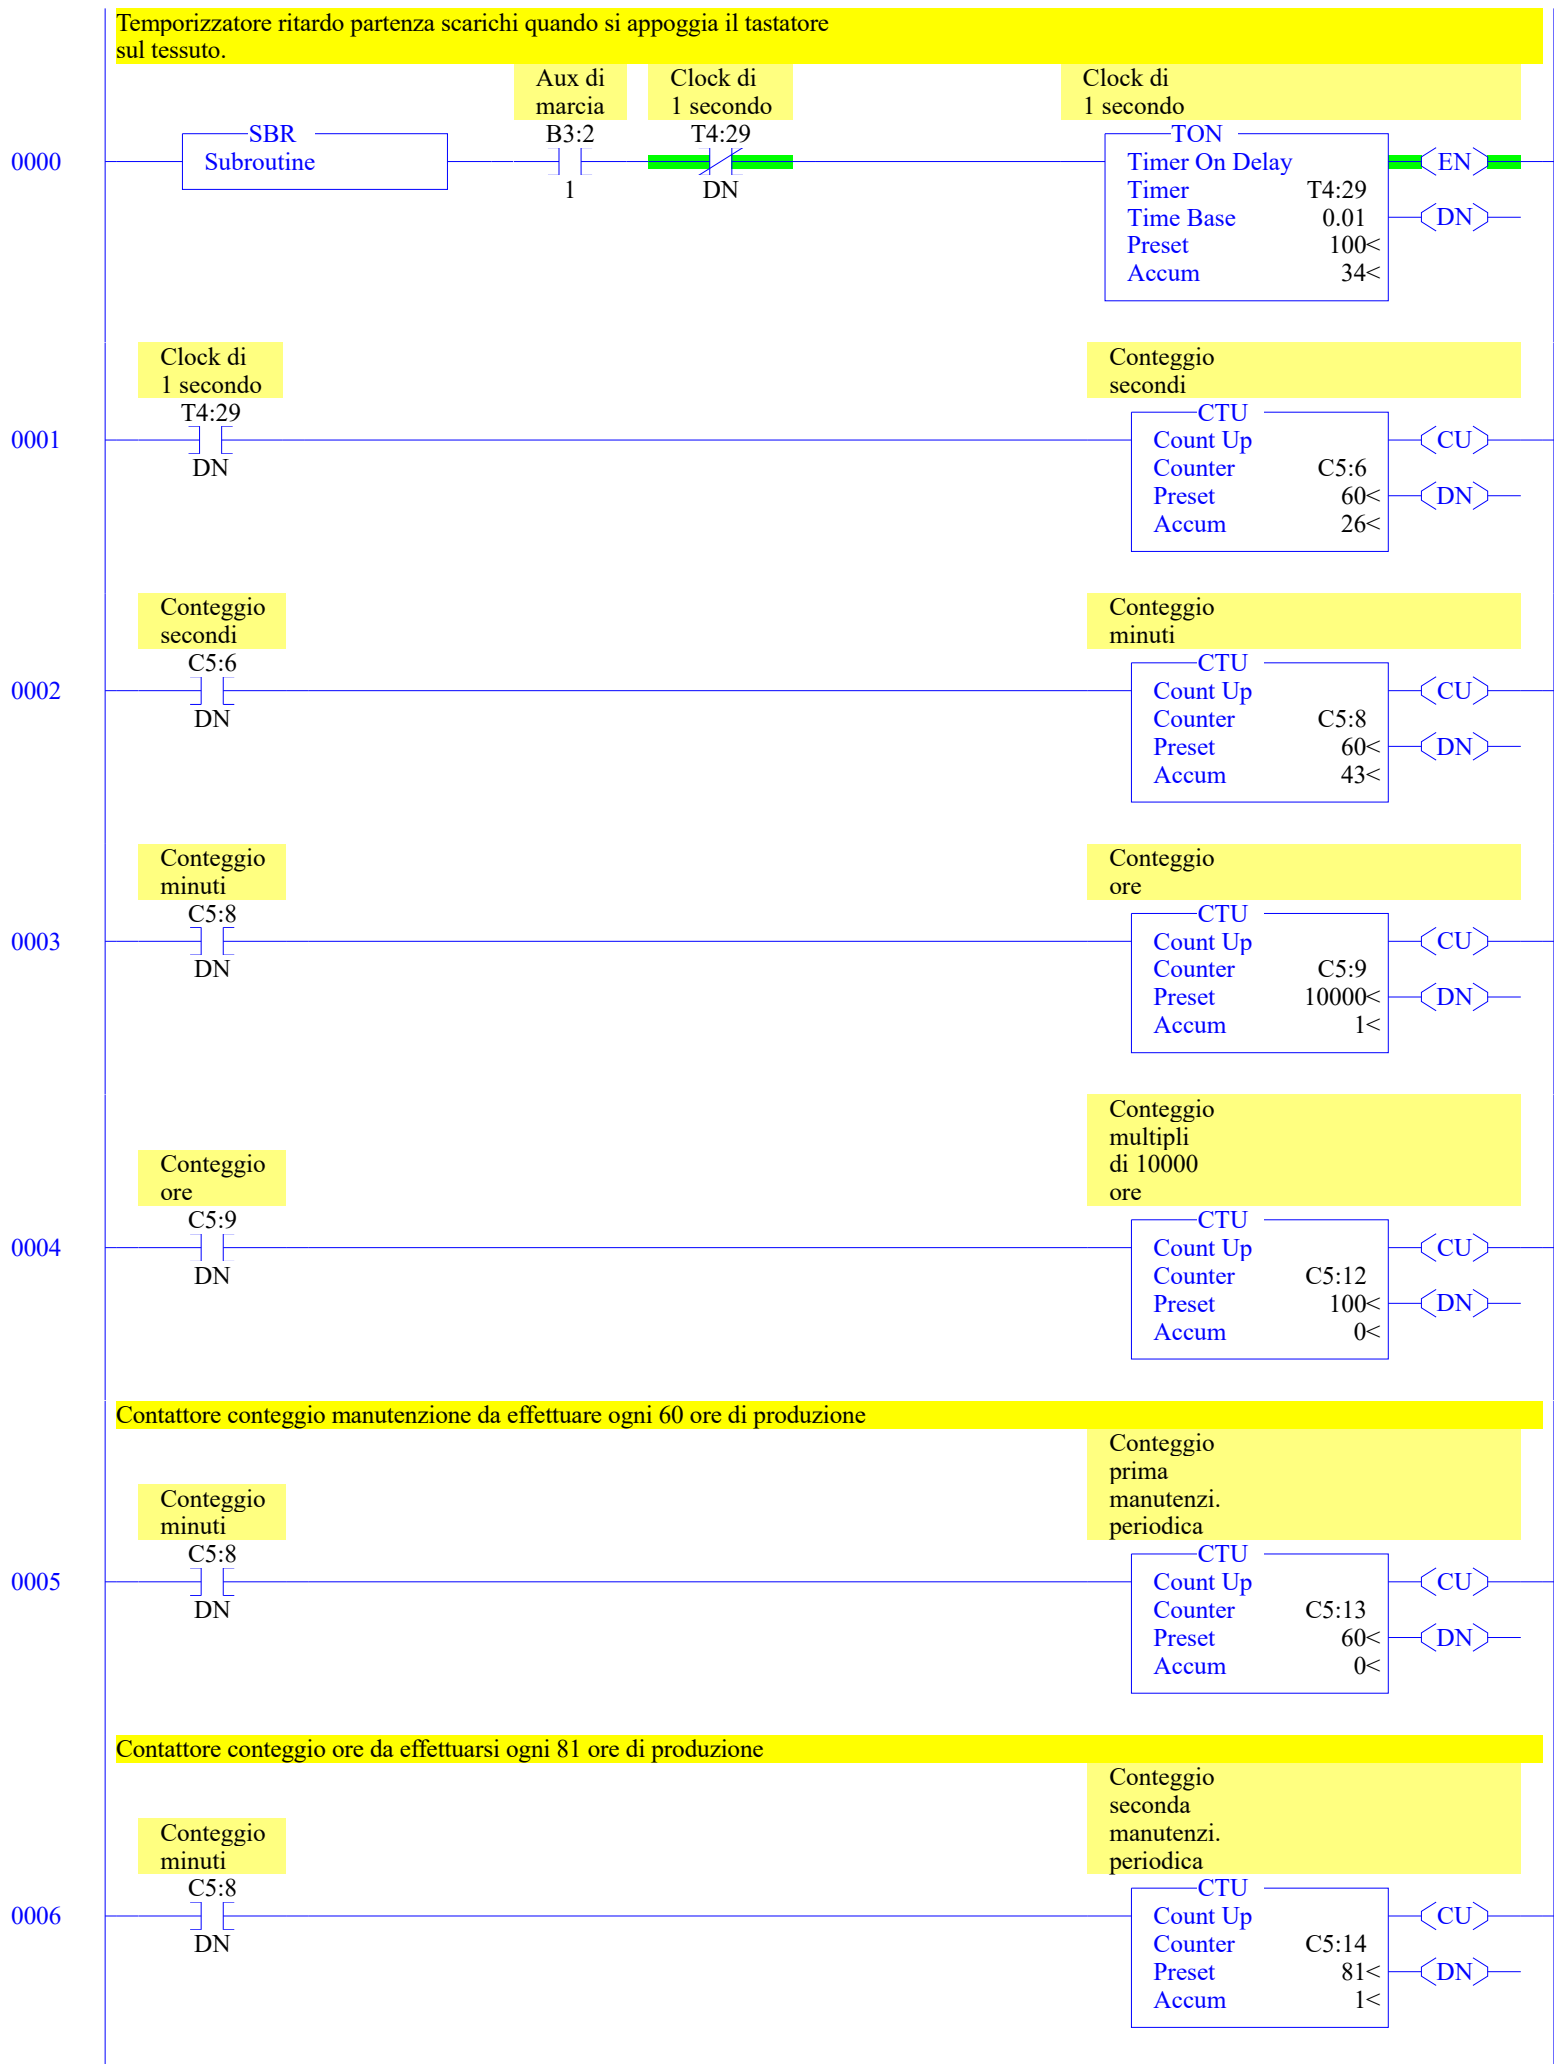 Temporizzatore ritardo partenza scarichi quando si appoggia il tastatore
sul tessuto.
Aux di
marcia
Clock di
1 secondo
Clock di
1 secondo
0000
SBR
Subroutine
B3:2
1
T4:29
DN
TON
Timer On Delay
Timer T4:29
Time Base 0.01
Preset 100<
Accum 34<
EN
DN
Clock di
1 secondo
Conteggio
secondi
0001
T4:29
DN
CTU
Count Up
Counter C5:6
Preset 60<
Accum 26<
CU
DN
Conteggio
secondi
Conteggio
minuti
0002
C5:6
DN
CTU
Count Up
Counter C5:8
Preset 60<
Accum 43<
CU
DN
Conteggio
minuti
Conteggio
ore
0003
C5:8
DN
CTU
Count Up
Counter C5:9
Preset 10000<
Accum 1<
CU
DN
Conteggio
ore
Conteggio
multipli
di 10000
ore
0004
C5:9
DN
CTU
Count Up
Counter C5:12
Preset 100<
Accum 0<
CU
DN
Contattore conteggio manutenzione da effettuare ogni 60 ore di produzione
Conteggio
minuti
Conteggio
prima
manutenzi.
periodica
0005
C5:8
DN
CTU
Count Up
Counter C5:13
Preset 60<
Accum 0<
CU
DN
Contattore conteggio ore da effettuarsi ogni 81 ore di produzione
Conteggio
minuti
Conteggio
seconda
manutenzi.
periodica
0006
C5:8
DN
CTU
Count Up
Counter C5:14
Preset 81<
Accum 1<
CU
DN